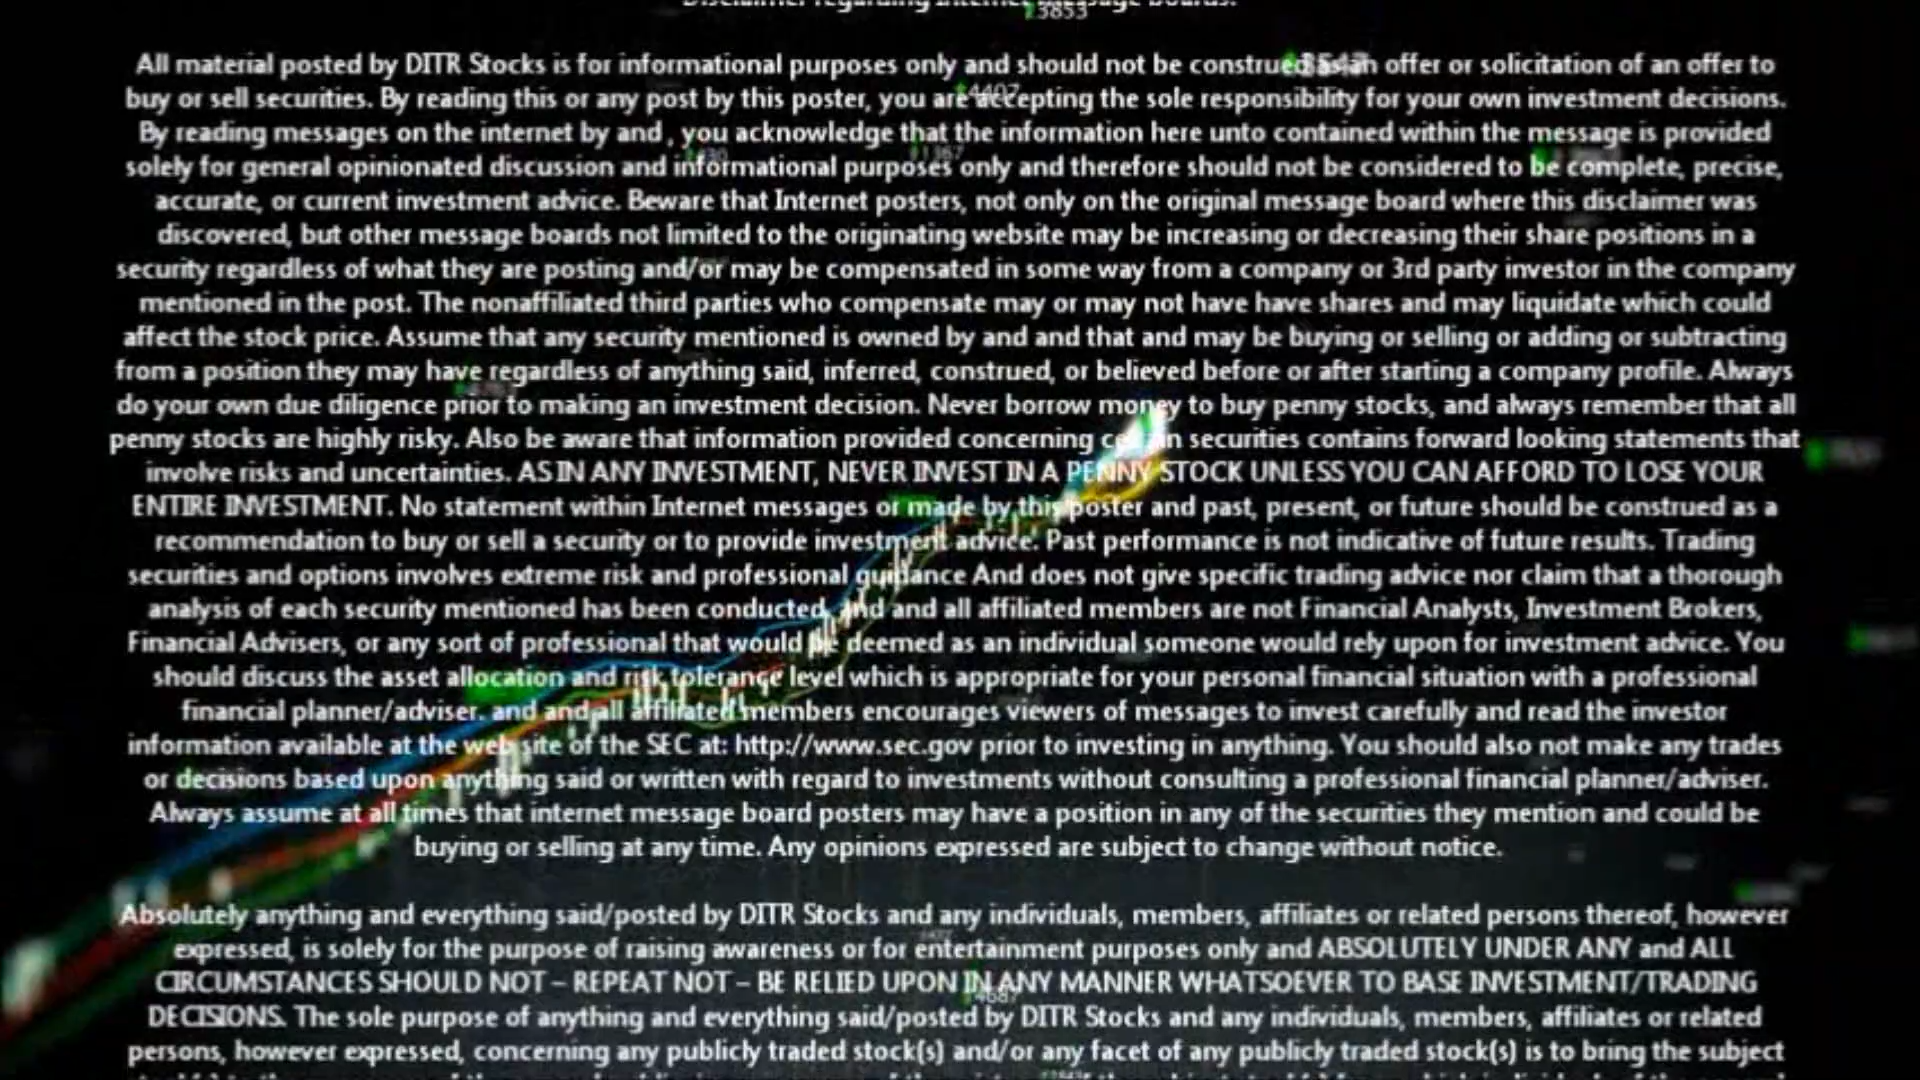 Disclaimer regarding Internet Message Boards:
13853
All material posted by DITR Stocks is for informational purposes only and should not be construed as an offer or solicitation of an offer to
buy or sell securities. By reading this or any post by this poster, you are accepting the sole responsibility for your own investment decisions.
By reading messages on the internet by and , you acknowledge that the information here unto contained within the message is provided
solely for general opinionated discussion and informational purposes only and therefore should not be considered to be complete, precise,
accurate, or current investment advice. Beware that Internet posters, not only on the original message board where this disclaimer was
discovered, but other message boards not limited to the originating website may be increasing or decreasing their share positions in a
security regardless of what they are posting and/or may be compensated in some way from a company or 3rd party investor in the company
mentioned in the post. The nonaffiliated third parties who compensate may or may not have have shares and may liquidate which could
affect the stock price. Assume that any security mentioned is owned by and and that and may be buying or selling or adding or subtracting
from a position they may have regardless of anything said, inferred, construed, or believed before or after starting a company profile. Always
do your own due diligence prior to making an investment decision. Never borrow money to buy penny stocks, and always remember that all
penny stocks are highly risky. Also be aware that information provided concerning certain securities contains forward looking statements that
involve risks and uncertainties. AS IN ANY INVESTMENT, NEVER INVEST IN A PENNY STOCK UNLESS YOU CAN AFFORD TO LOSE YOUR
ENTIRE INVESTMENT. No statement within Internet messages or made by this poster and past, present, or future should be construed as a
recommendation to buy or sell a security or to provide investment advice. Past performance is not indicative of future results. Trading
securities and options involves extreme risk and professional guidance And does not give specific trading advice nor claim that a thorough
analysis of each security mentioned has been conducted, and and all affiliated members are not Financial Analysts, Investment Brokers,
Financial Advisers, or any sort of professional that would be deemed as an individual someone would rely upon for investment advice. You
should discuss the asset allocation and risk tolerance level which is appropriate for your personal financial situation with a professional
financial planner/adviser. and and all affiliated members encourages viewers of messages to invest carefully and read the investor
information available at the web site of the SEC at: http://www.sec.gov prior to investing in anything. You should also not make any trades
or decisions based upon anything said or written with regard to investments without consulting a professional financial planner/adviser.
Always assume at all times that internet message board posters may have a position in any of the securities they mention and could be
buying or selling at any time. Any opinions expressed are subject to change without notice.
Absolutely anything and everything said/posted by DITR Stocks and any individuals, members, affiliates or related persons thereof, however
expressed, is solely for the purpose of raising awareness or for entertainment purposes only and ABSOLUTELY UNDER ANY and ALL
CIRCUMSTANCES SHOULD NOT – REPEAT NOT – BE RELIED UPON IN ANY MANNER WHATSOEVER TO BASE INVESTMENT/TRADING
DECISIONS. The sole purpose of anything and everything said/posted by DITR Stocks and any individuals, members, affiliates or related
persons, however expressed, concerning any publicly traded stock(s) and/or any facet of any publicly traded stock(s) is to bring the subject